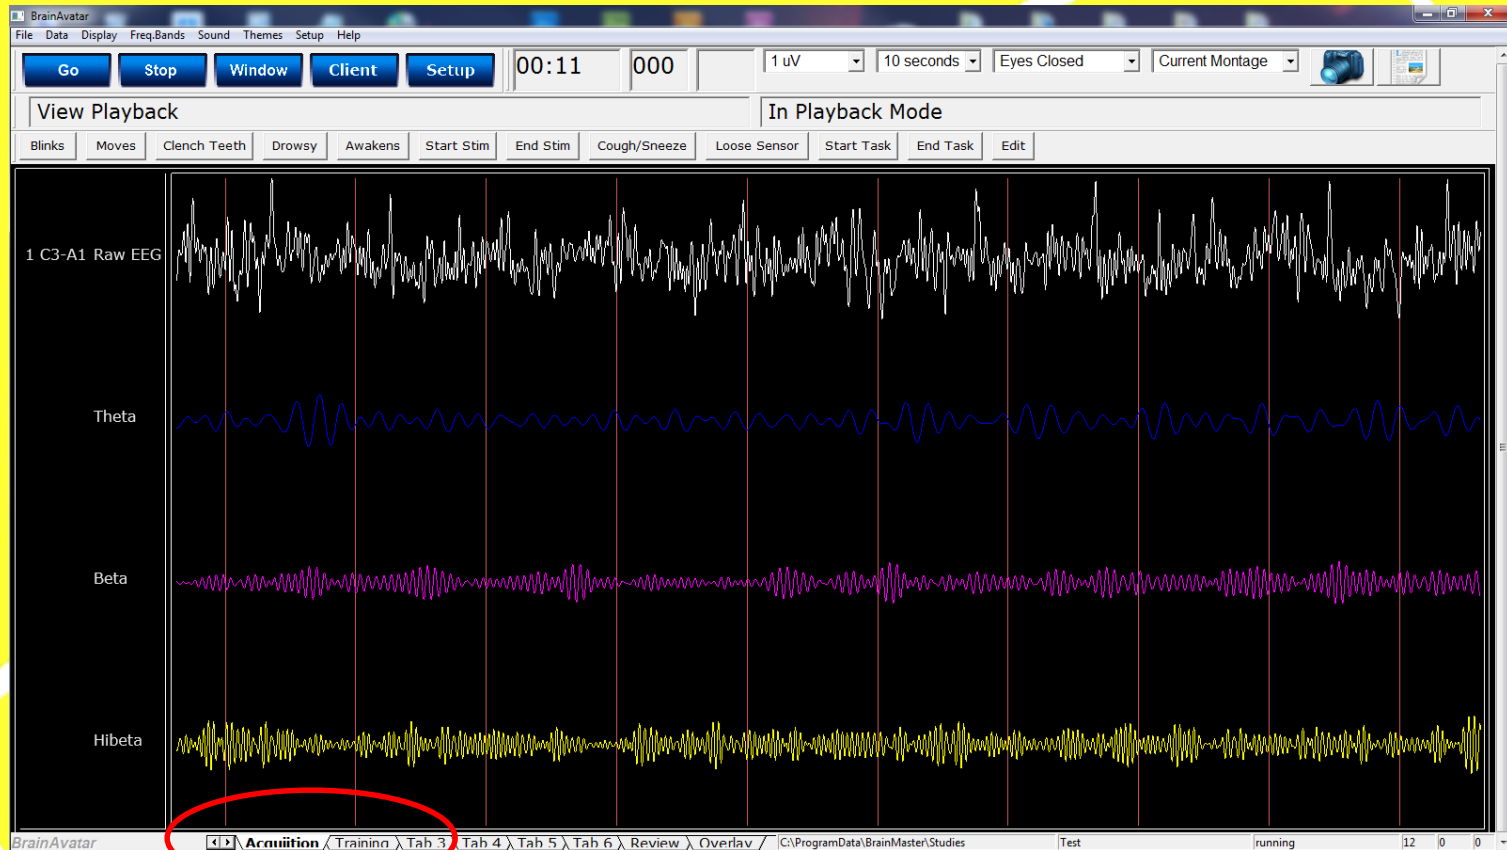 BrainAvatar
File Data Display Freq.Bands Sound Themes Setup Help
Go Stop Window Client Setup 00:11 000 1 uV 10 seconds Eyes Closed Current Montage
View Playback In Playback Mode
Blinks Moves Clench Teeth Drowsy Awakens Start Stim End Stim Cough/Sneeze Loose Sensor Start Task End Task Edit
1 C3-A1 Raw EEG
Theta
Beta
Hibeta
BrainAvatar Acquiition Training Tab 3 Tab 4 Tab 5 Tab 6 Review Overlay C:\ProgramData\BrainMaster\Studies Test running 12 0 0